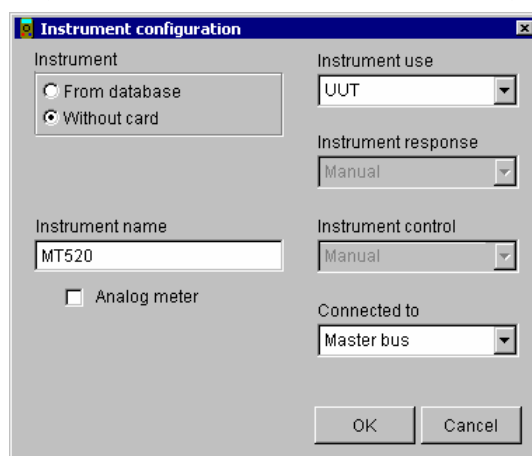 Instrument configuration
Instrument
From database
Without card
Instrument name
MT520
Analog meter
Instrument use
UUT
Instrument response
Manual
Instrument control
Manual
Connected to
Master bus
OK
Cancel